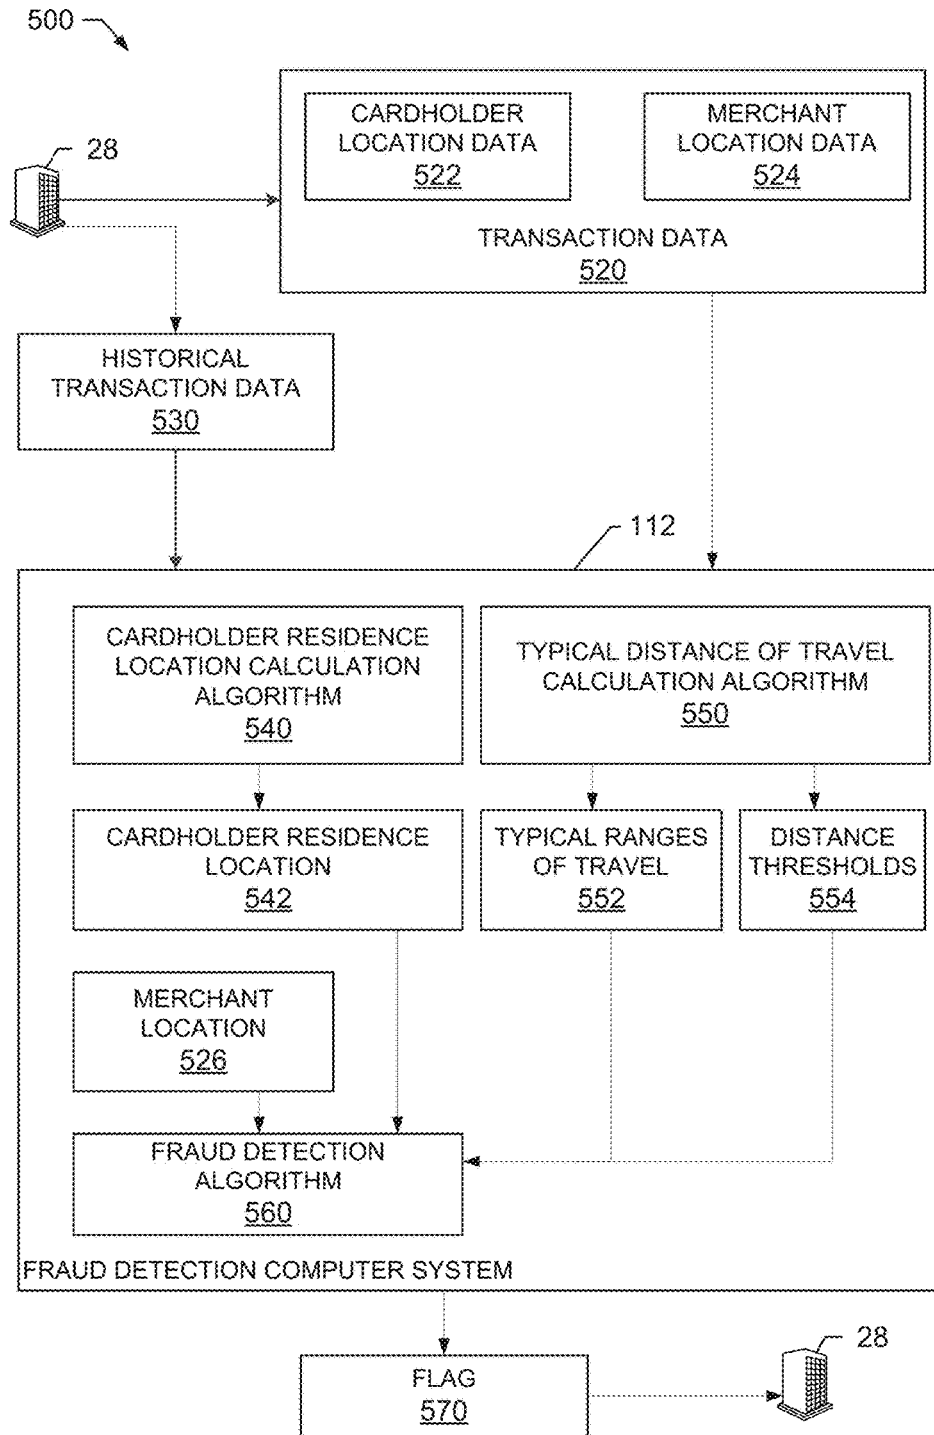 500
28
CARDHOLDER
LOCATION DATA
522
MERCHANT
LOCATION DATA
524
TRANSACTION DATA
520
HISTORICAL
TRANSACTION DATA
530
112
CARDHOLDER RESIDENCE
LOCATION CALCULATION
ALGORITHM
540
TYPICAL DISTANCE OF TRAVEL
CALCULATION ALGORITHM
550
CARDHOLDER RESIDENCE
LOCATION
542
TYPICAL RANGES
OF TRAVEL
552
DISTANCE
THRESHOLDS
554
MERCHANT
LOCATION
526
FRAUD DETECTION
ALGORITHM
560
FRAUD DETECTION COMPUTER SYSTEM
28
FLAG
570